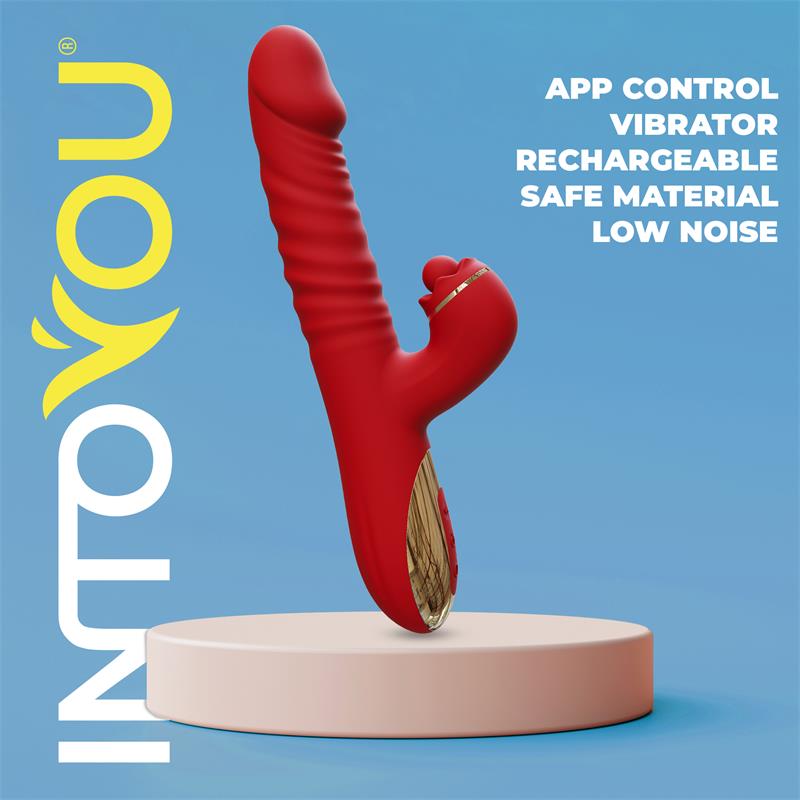 INTOYOU®
APP CONTROL
VIBRATOR
RECHARGEABLE
SAFE MATERIAL
LOW NOISE